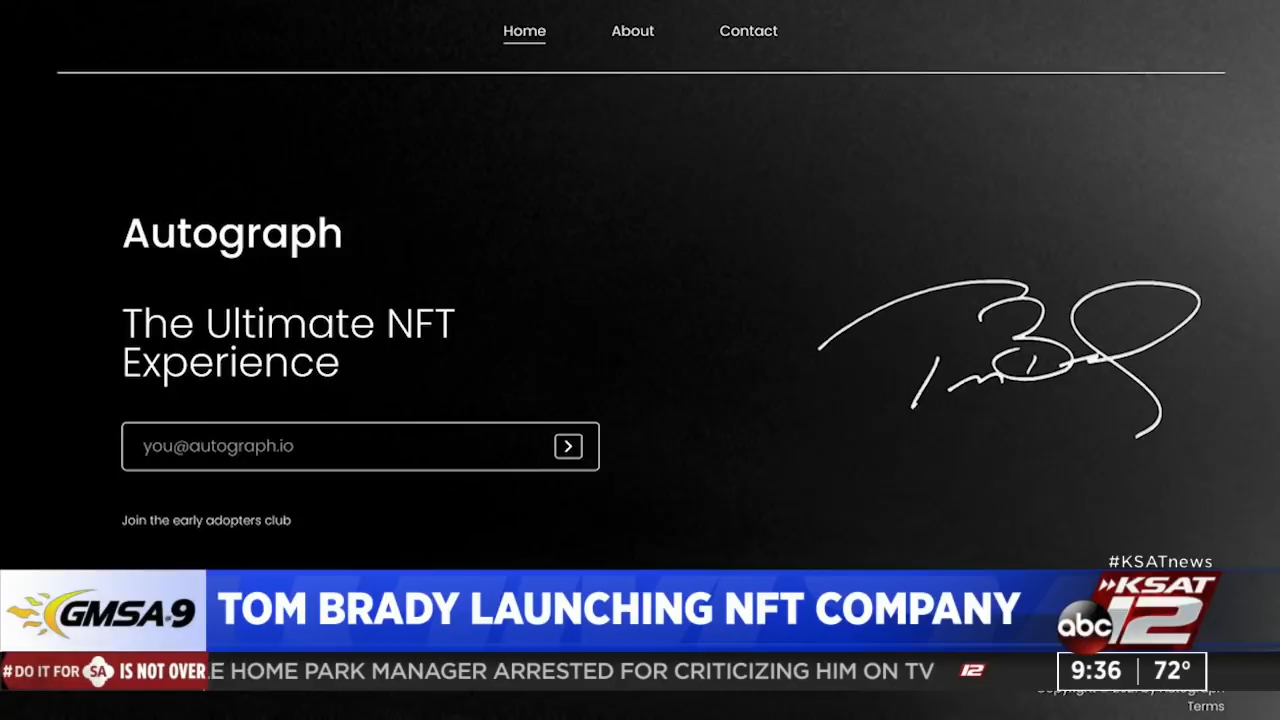 Home About Contact
Autograph
The Ultimate NFT
Experience
you@autograph.io
Join the early adopters club
#KSATnews
GMSA@9 TOM BRADY LAUNCHING NFT COMPANY
KSAT
abc 12
#DO IT FOR SA IS NOT OVER E HOME PARK MANAGER ARRESTED FOR CRITICIZING HIM ON TV 12
9:36 72°
Terms